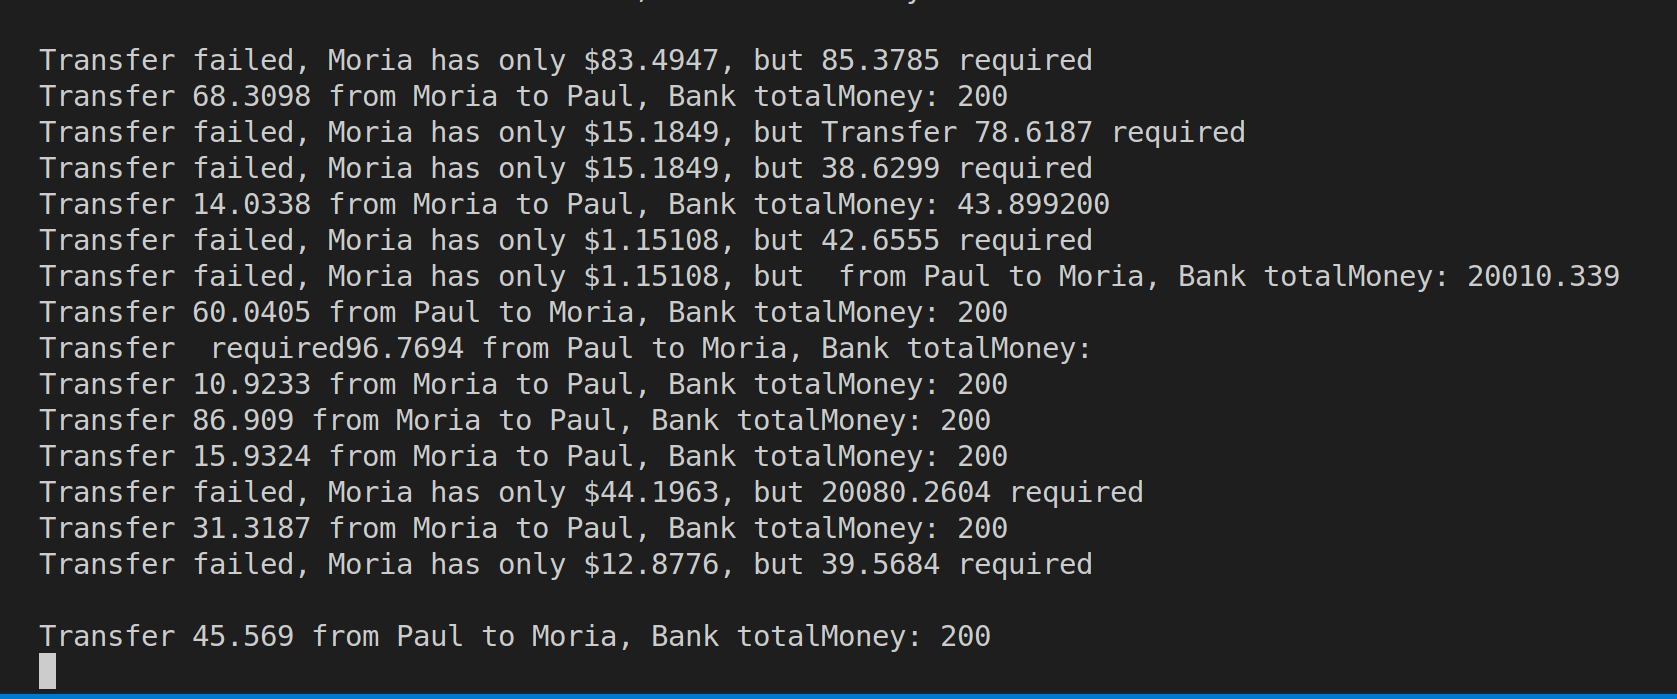 Transfer failed, Moria has only $83.4947, but 85.3785 required
Transfer 68.3098 from Moria to Paul, Bank totalMoney: 200
Transfer failed, Moria has only $15.1849, but Transfer 78.6187 required
Transfer failed, Moria has only $15.1849, but 38.6299 required
Transfer 14.0338 from Moria to Paul, Bank totalMoney: 43.899200
Transfer failed, Moria has only $1.15108, but 42.6555 required
Transfer failed, Moria has only $1.15108, but  from Paul to Moria, Bank totalMoney: 20010.339
Transfer 60.0405 from Paul to Moria, Bank totalMoney: 200
Transfer  required96.7694 from Paul to Moria, Bank totalMoney:
Transfer 10.9233 from Moria to Paul, Bank totalMoney: 200
Transfer 86.909 from Moria to Paul, Bank totalMoney: 200
Transfer 15.9324 from Moria to Paul, Bank totalMoney: 200
Transfer failed, Moria has only $44.1963, but 20080.2604 required
Transfer 31.3187 from Moria to Paul, Bank totalMoney: 200
Transfer failed, Moria has only $12.8776, but 39.5684 required
Transfer 45.569 from Paul to Moria, Bank totalMoney: 200